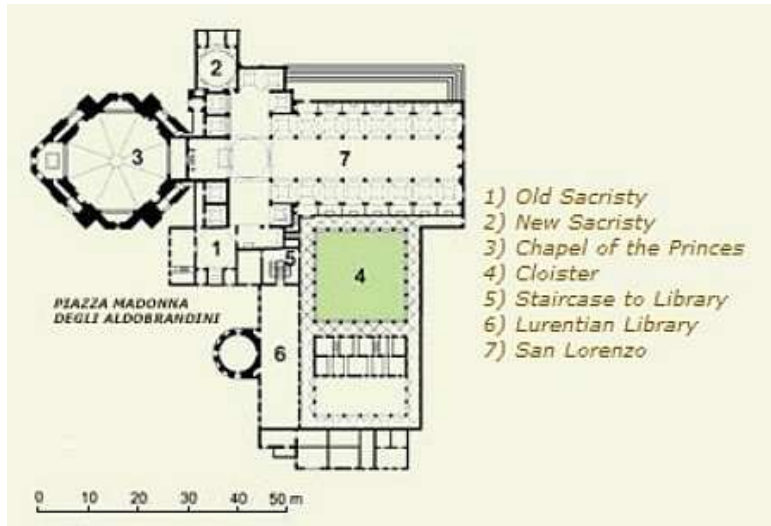 2
3
7
1
5
4
6
PIAZZA MADONNA
DEGLI ALDOBRANDINI
1) Old Sacristy
2) New Sacristy
3) Chapel of the Princes
4) Cloister
5) Staircase to Library
6) Lurentian Library
7) San Lorenzo
0 10 20 30 40 50 m